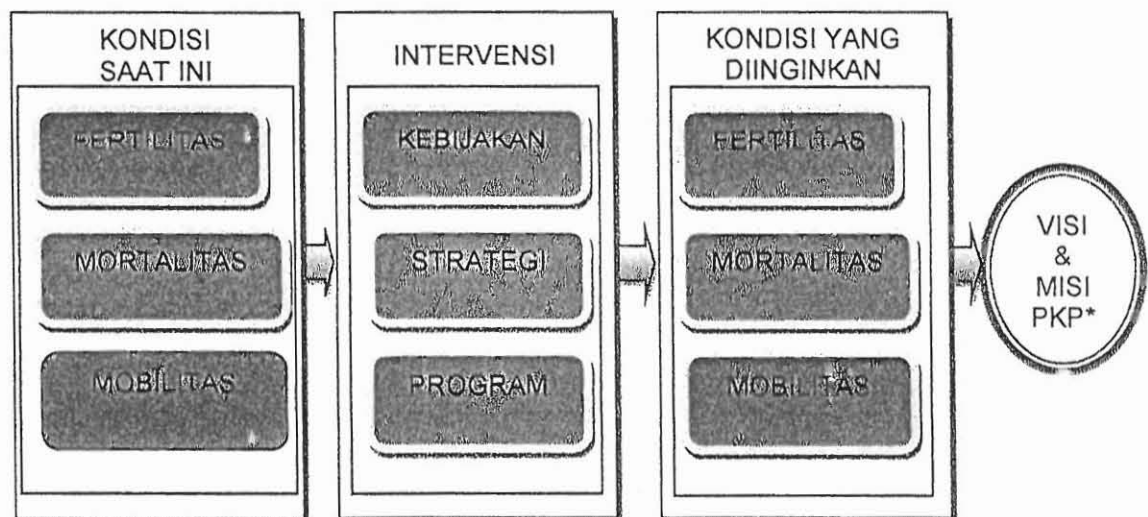 KONDISI
SAAT INI
FERTILITAS
MORTALITAS
MOBILITAS
INTERVENSI
KEBIJAKAN
STRATEGI
PROGRAM
KONDISI YANG
DIINGINKAN
FERTILITAS
MORTALITAS
MOBILITAS
VISI
&
MISI
PKP*